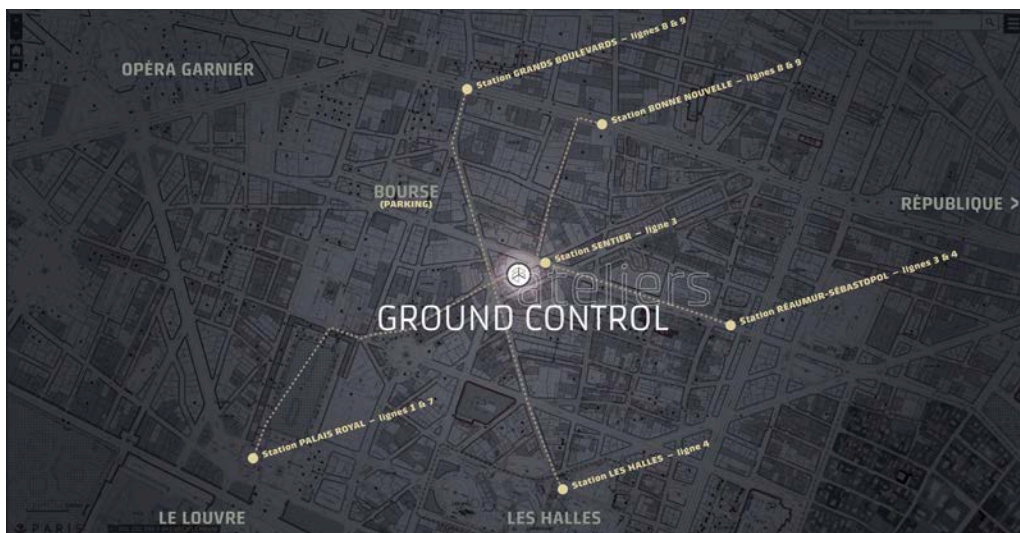 Station GRANDS BOULEVARDS – lignes 8 & 9
OPÉRA GARNIER
Station BONNE NOUVELLE – lignes 8 & 9
BOURSE
(PARKING)
RÉPUBLIQUE >
Station SENTIER – ligne 3
ateliers
GROUND CONTROL
Station RÉAUMUR-SÉBASTOPOL – lignes 3 & 4
Station PALAIS ROYAL – lignes 1 & 7
Station LES HALLES – ligne 4
LE LOUVRE
LES HALLES
PARIS